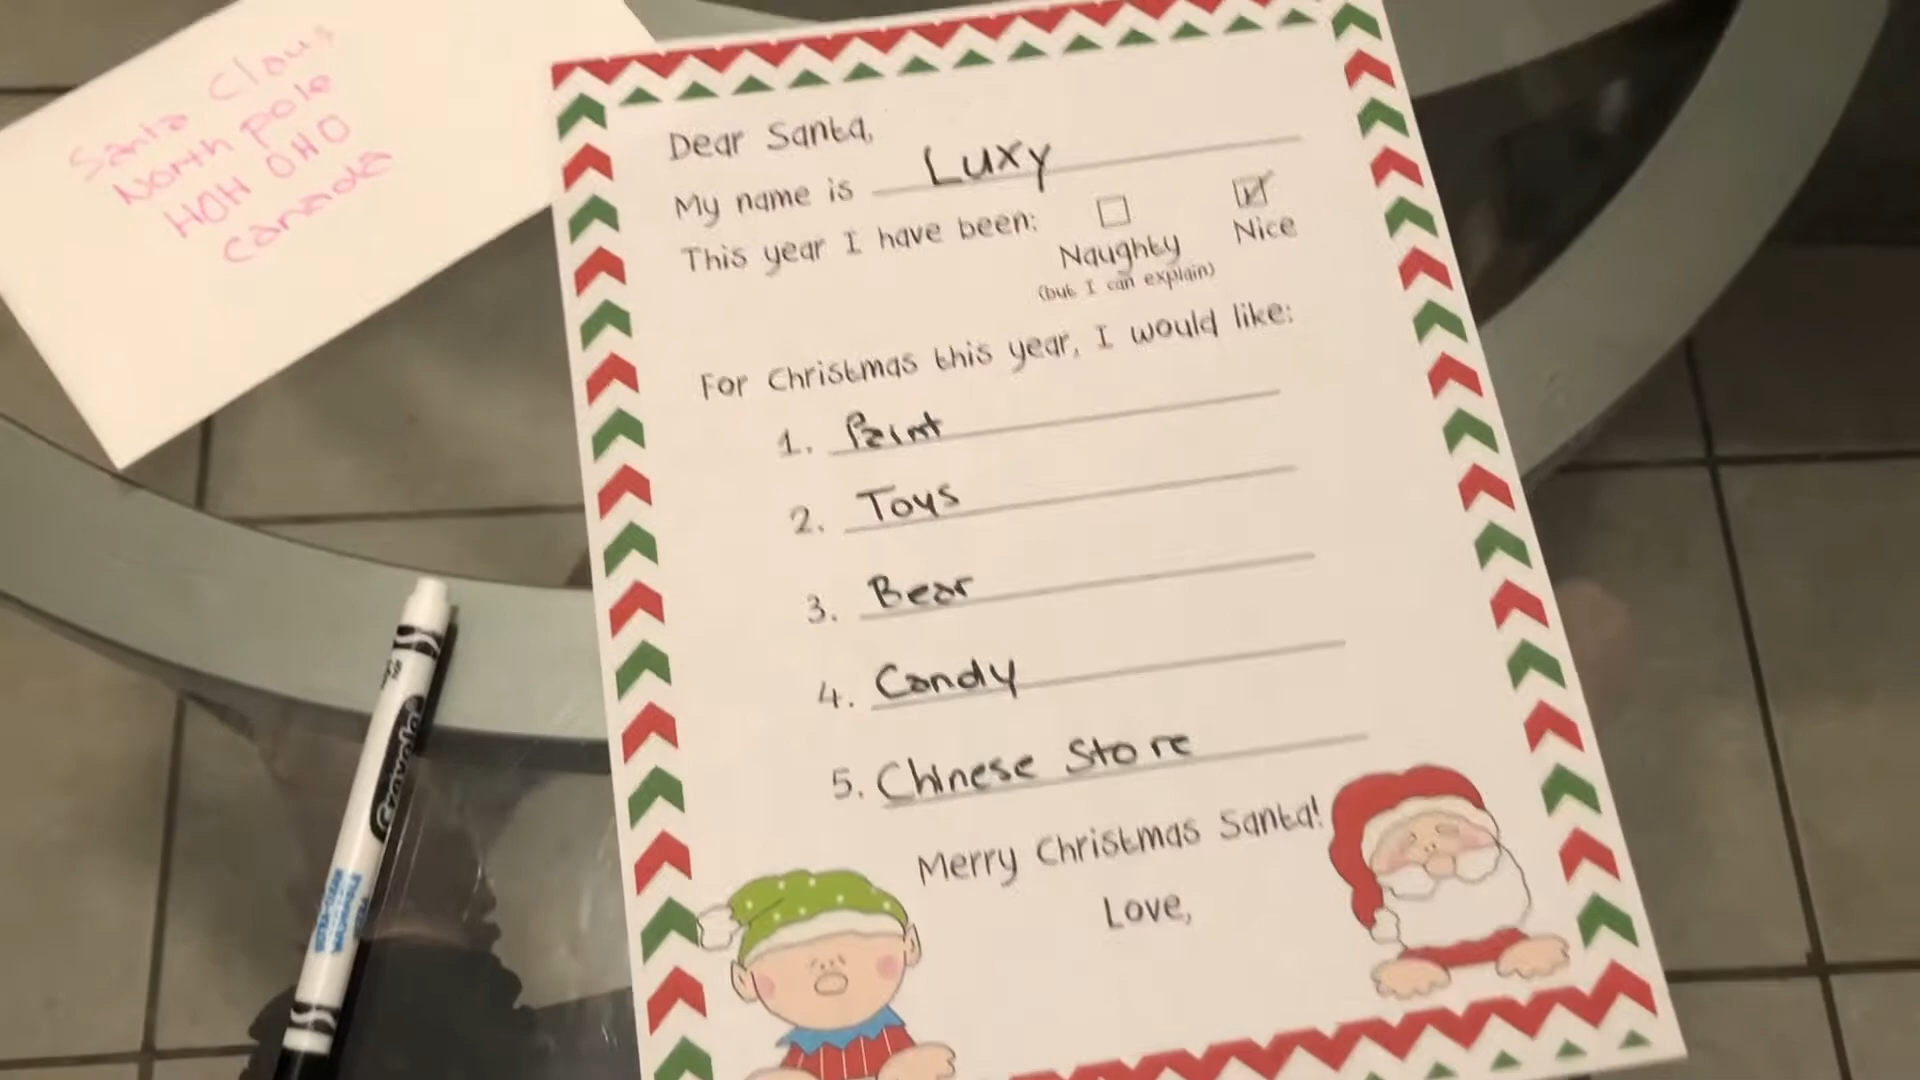 Santa Claus
North pole
HOH OHO
canada
Dear Santa,
My name is Luxy
This year I have been:
Naughty
(but I can explain)
Nice
For Christmas this year, I would like:
1. Paint
2. Toys
3. Bear
4. Candy
5. Chinese Store
Merry Christmas Santa!
Love,
Crayola